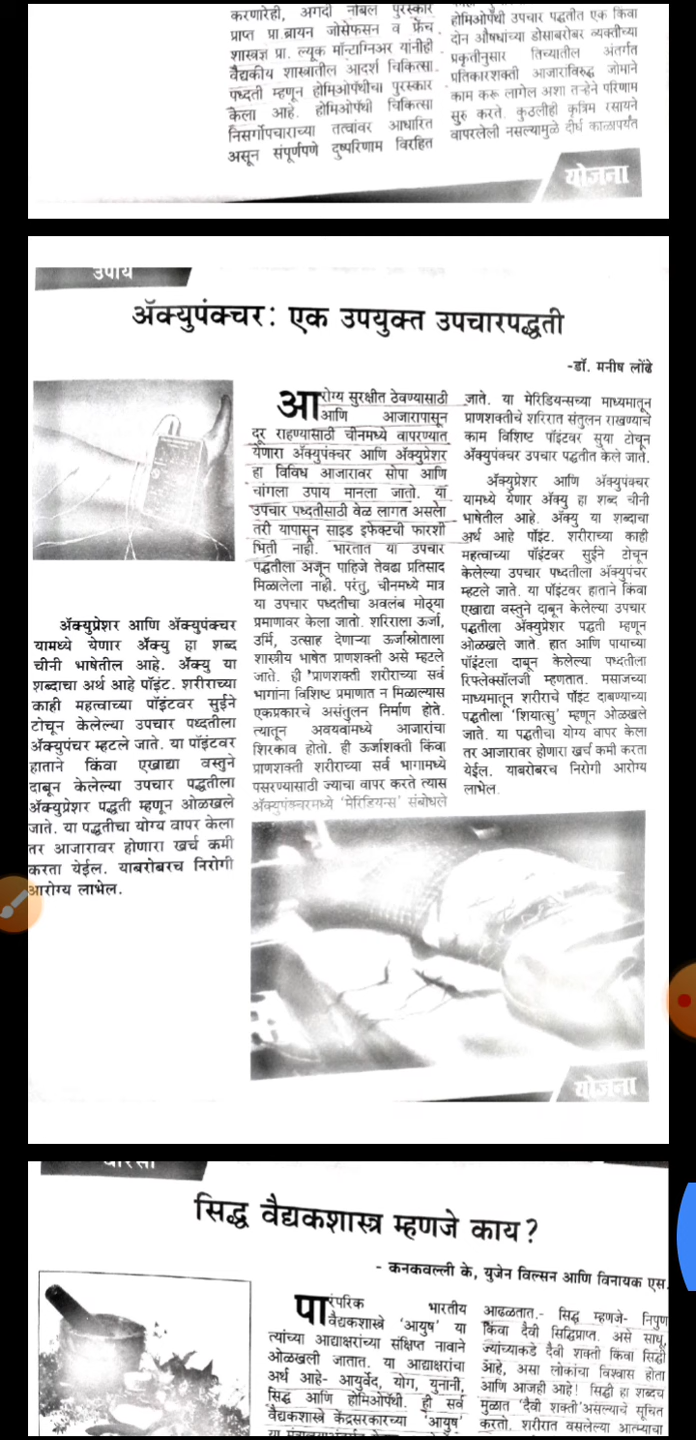 करणारेही, अगदी नोबल पुरस्कार
प्राप्त प्रा.ब्रायन जोसेफसन व फ्रेंच
शास्त्रज्ञ प्रा. ल्यूक मॉन्टाग्निअर यांनीही
वैद्यकीय शास्त्रातील आदर्श चिकित्सा
पध्दती म्हणून होमिओपॅथीचा पुरस्कार
केला आहे. होमिओपॅथी चिकित्सा
निसर्गोपचाराच्या तत्वांवर आधारित
असून संपूर्णपणे दुष्परिणाम विरहित
होमिओपॅथी उपचार पद्धतीत एक किंवा
दोन औषधांच्या डोसाबरोबर व्यक्तीच्या
प्रकृतीनुसार तिच्यातील अंतर्गत
प्रतिकारशक्ती आजाराविरुद्ध जोमाने
काम करू लागेल अशा तऱ्हेने परिणाम
सुरु करते. कुठलीही कृत्रिम रसायने
वापरलेली नसल्यामुळे दीर्घ काळापर्यंत
योजना
उपाय
ॲक्युपंक्चर: एक उपयुक्त उपचारपद्धती
-डॉ. मनीष लोंढे
ॲक्युप्रेशर आणि ॲक्युपंक्चर
यामध्ये येणार ॲक्यु हा शब्द
चीनी भाषेतील आहे. ॲक्यु या
शब्दाचा अर्थ आहे पॉइंट. शरीराच्या
काही महत्वाच्या पॉइंटवर सुईने
टोचून केलेल्या उपचार पध्दतीला
ॲक्युपंचर म्हटले जाते. या पॉइंटवर
हाताने किंवा एखाद्या वस्तुने
दाबून केलेल्या उपचार पद्धतीला
ॲक्युप्रेशर पद्धती म्हणून ओळखले
जाते. या पद्धतीचा योग्य वापर केला
तर आजारावर होणारा खर्च कमी
करता येईल. याबरोबरच निरोगी
आरोग्य लाभेल.
आरोग्य सुरक्षीत ठेवण्यासाठी
आणि आजारापासून
दूर राहण्यासाठी चीनमध्ये वापरण्यात
येणारा ॲक्युपंक्चर आणि ॲक्युप्रेशर
हा विविध आजारावर सोपा आणि
चांगला उपाय मानला जातो. या
उपचार पध्दतीसाठी वेळ लागत असला
तरी यापासून साइड इफेक्टची फारशी
भिती नाही. भारतात या उपचार
पद्धतीला अजून पाहिजे तेवढा प्रतिसाद
मिळालेला नाही. परंतु, चीनमध्ये मात्र
या उपचार पध्दतीचा अवलंब मोठ्या
प्रमाणावर केला जातो. शरिराला ऊर्जा,
उर्मि, उत्साह देणाऱ्या ऊर्जास्रोताला
शास्त्रीय भाषेत प्राणशक्ती असे म्हटले
जाते. ही 'प्राणशक्ती शरीराच्या सर्व
भागांना विशिष्ट प्रमाणात न मिळाल्यास
एकप्रकारचे असंतुलन निर्माण होते.
त्यातून अवयवांमध्ये आजारांचा
शिरकाव होतो. ही ऊर्जाशक्ती किंवा
प्राणशक्ती शरीराच्या सर्व भागामध्ये
पसरण्यासाठी ज्याचा वापर करते त्यास
ॲक्युपंक्चरमध्ये 'मेरिडियन्स' संबोधले
जाते. या मेरिडियन्सच्या माध्यमातून
प्राणशक्तीचे शरिरात संतुलन राखण्याचे
काम विशिष्ट पॉइंटवर सुया टोचून
ॲक्युपंक्चर उपचार पद्धतीत केले जाते.
ॲक्युप्रेशर आणि ॲक्युपंक्चर
यामध्ये येणार ॲक्यु हा शब्द चीनी
भाषेतील आहे. ॲक्यु या शब्दाचा
अर्थ आहे पॉइंट. शरीराच्या काही
महत्वाच्या पॉइंटवर सुईने टोचून
केलेल्या उपचार पद्धतीला ॲक्युपंचर
म्हटले जाते. या पॉइंटवर हाताने किंवा
एखाद्या वस्तुने दाबून केलेल्या उपचार
पद्धतीला ॲक्युप्रेशर पद्धती म्हणून
ओळखले जाते. हात आणि पायाच्या
पॉइंटला दाबून केलेल्या पध्दतीला
रिफ्लेक्सॉलजी म्हणतात. मसाजच्या
माध्यमातून शरीराचे पॉइंट दाबण्याच्या
पद्धतीला 'शियात्सु' म्हणून ओळखले
जाते. या पद्धतीचा योग्य वापर केला
तर आजारावर होणारा खर्च कमी करता
येईल. याबरोबरच निरोगी आरोग्य
लाभेल.
योजना
सिद्ध वैद्यकशास्त्र म्हणजे काय?
- कनकवल्ली के, युजेन विल्सन आणि विनायक एस.
पारंपरिक भारतीय
वैद्यकशास्त्रे 'आयुष' या
त्यांच्या आद्याक्षरांच्या संक्षिप्त नावाने
ओळखली जातात. या आद्याक्षरांचा
अर्थ आहे- आयुर्वेद, योग, युनानी,
सिद्ध आणि होमिओपॅथी. ही सर्व
वैद्यकशास्त्रे केंद्रसरकारच्या 'आयुष'
आढळतात.- सिद्ध म्हणजे- निपुण
किंवा दैवी सिद्धिप्राप्त. असे साधू,
ज्यांच्याकडे दैवी शक्ती किंवा सिद्धी
आहे, असा लोकांचा विश्वास होता
आणि आजही आहे! सिद्धी हा शब्दच
मुळात 'दैवी शक्ती' असल्याचे सूचित
करतो. शरीरात वसलेल्या आत्म्याचा